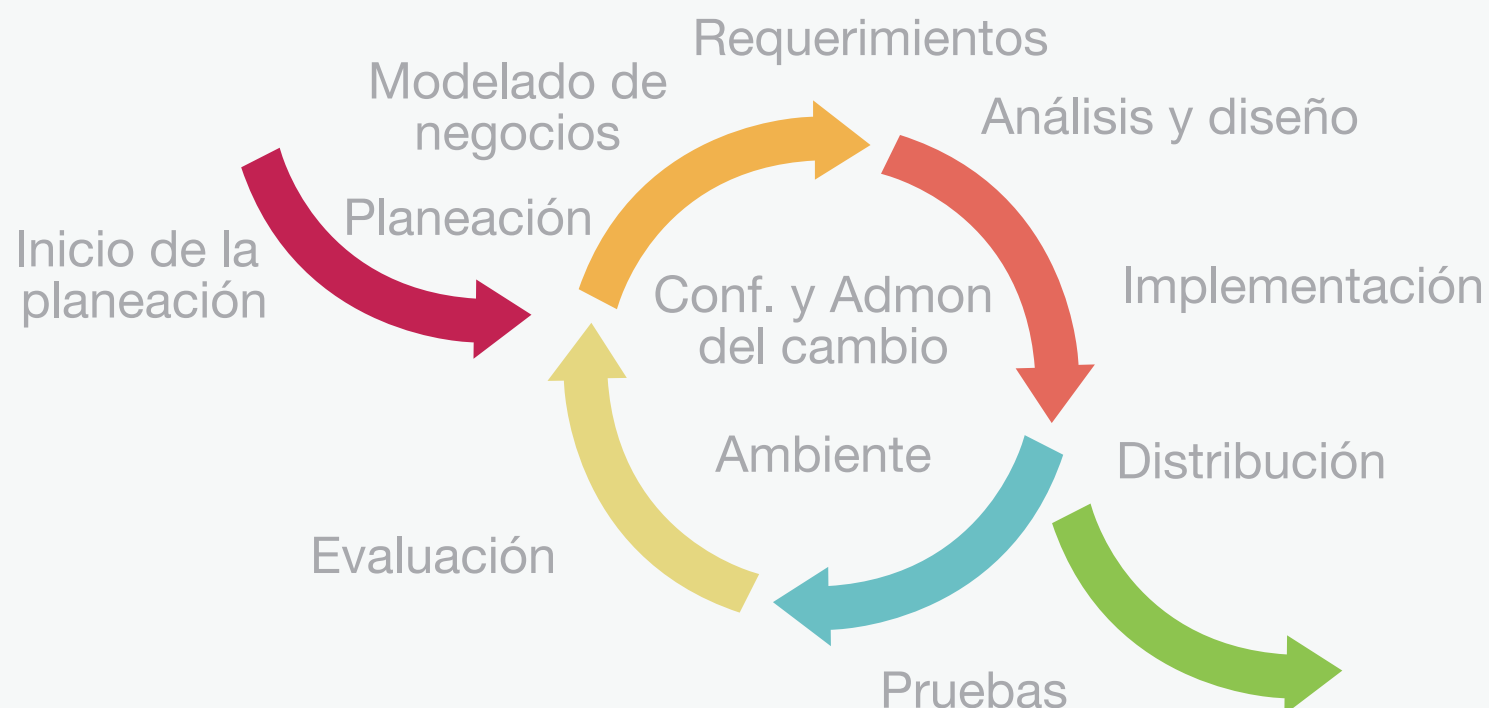 Requerimientos
Modelado de
negocios
Análisis y diseño
Planeación
Inicio de la
planeación
Conf. y Admon
del cambio
Implementación
Ambiente
Distribución
Evaluación
Pruebas